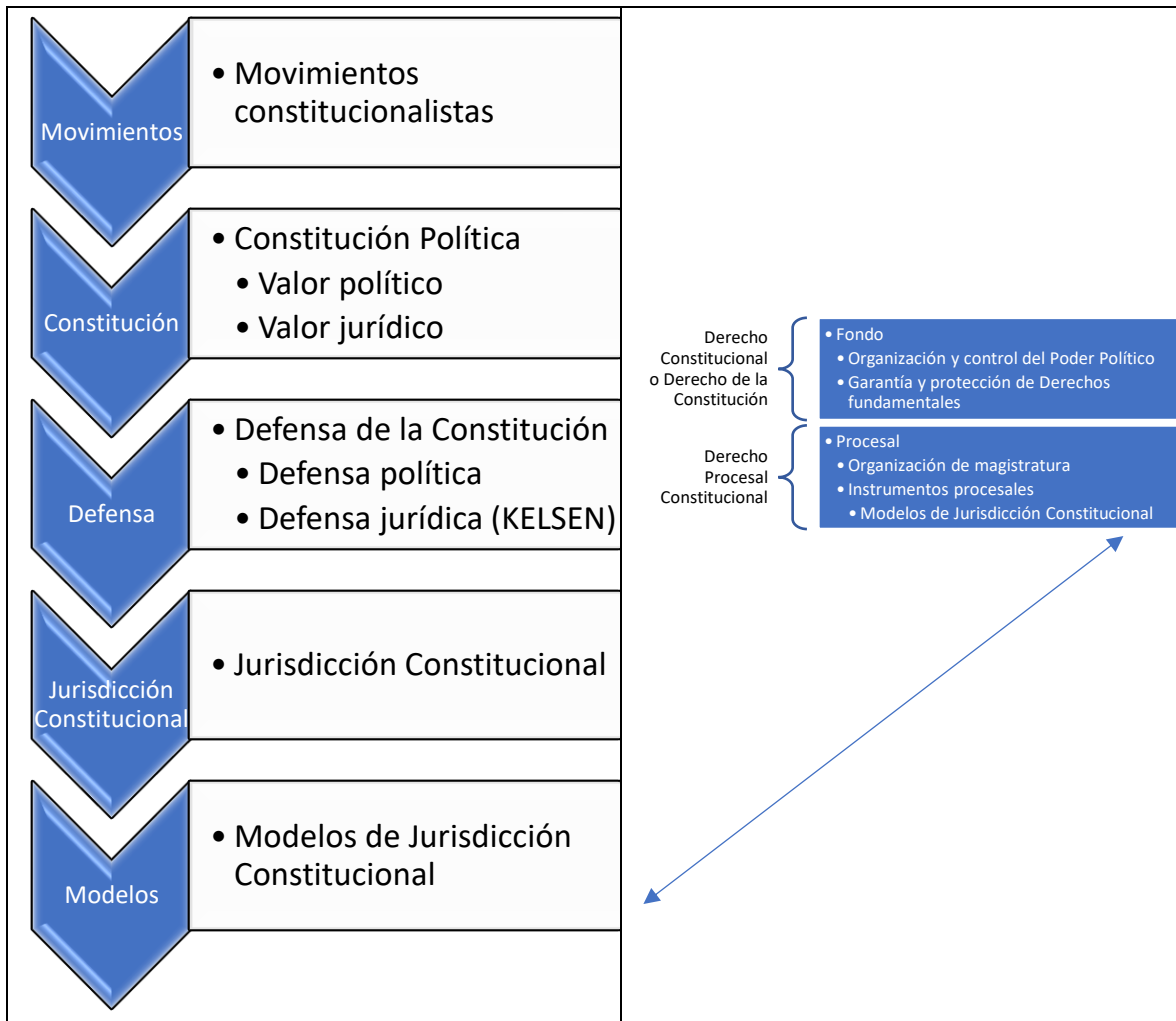 Movimientos
• Movimientos
constitucionalistas
Constitución
• Constitución Política
• Valor político
• Valor jurídico
Defensa
• Defensa de la Constitución
• Defensa política
• Defensa jurídica (KELSEN)
Jurisdicción
Constitucional
• Jurisdicción Constitucional
Modelos
• Modelos de Jurisdicción
Constitucional
Derecho
Constitucional
o Derecho de la
Constitución
• Fondo
• Organización y control del Poder Político
• Garantía y protección de Derechos
fundamentales
Derecho
Procesal
Constitucional
• Procesal
• Organización de magistratura
• Instrumentos procesales
• Modelos de Jurisdicción Constitucional